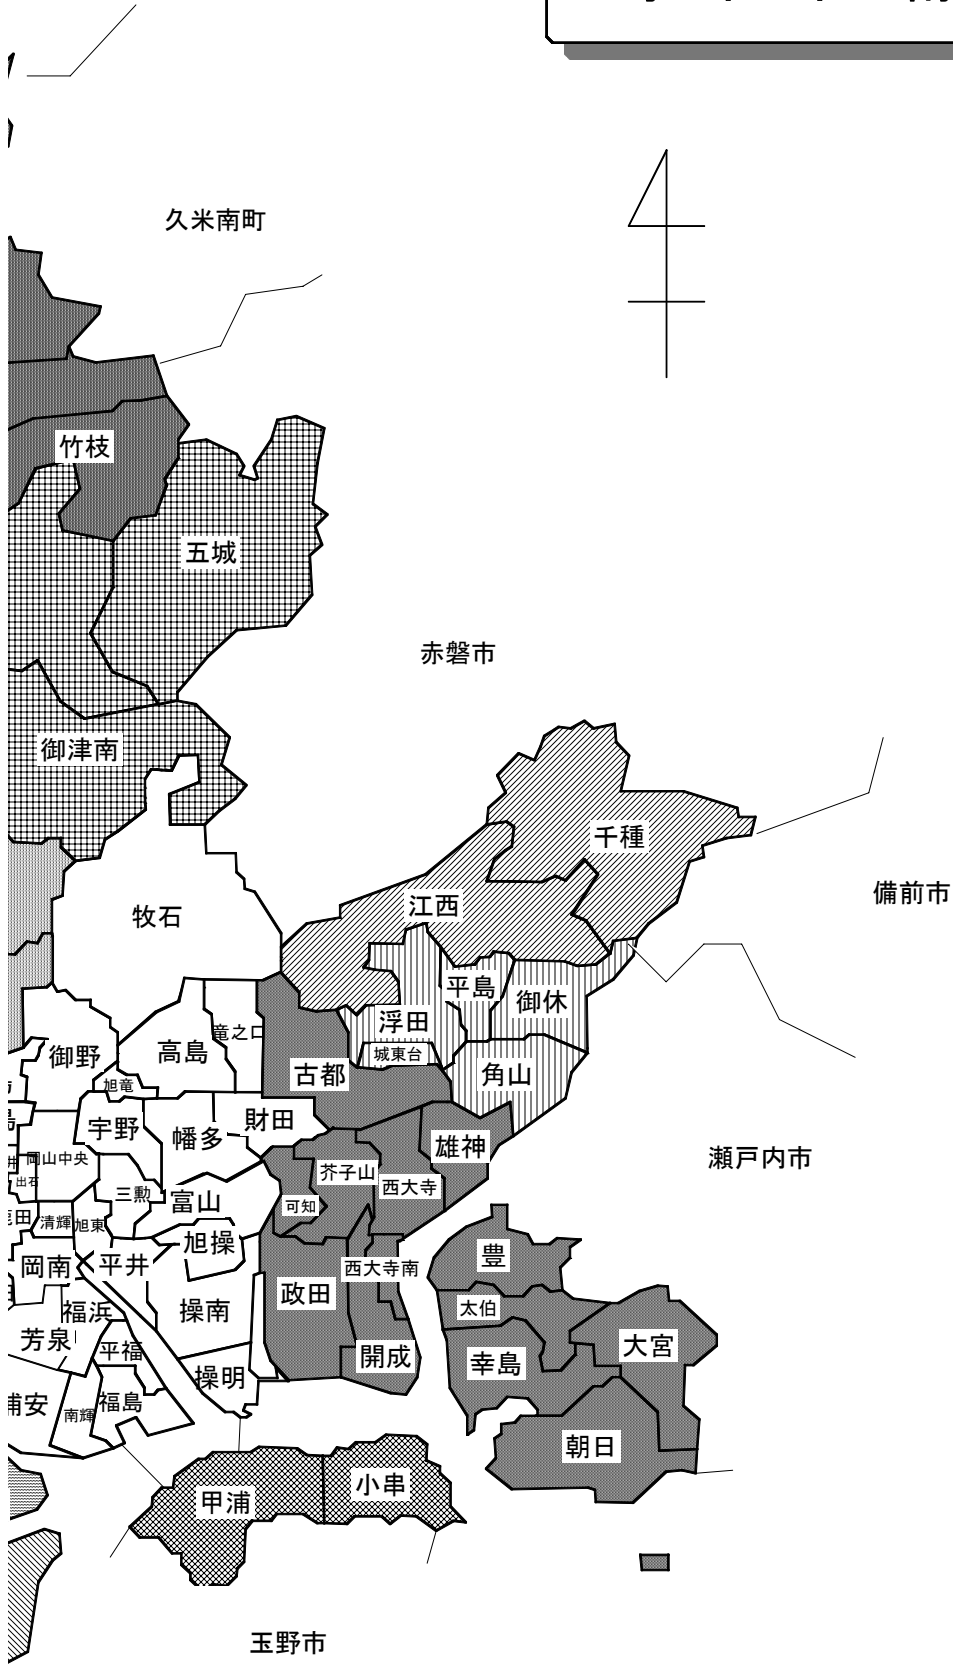 久米南町
竹枝
五城
赤磐市
御津南
千種
備前市
江西
牧石
平島
御休
浮田
竜之口
高島
御野
城東台
古都
角山
旭竜
財田
宇野
幡多
雄神
瀬戸内市
岡山中央
芥子山
出石
西大寺
三勲
富山
可知
清輝
旭東
旭操
豊
岡南
平井
西大寺南
政田
太伯
福浜
操南
芳泉
大宮
平福
開成
幸島
操明
福島
南輝
朝日
小串
甲浦
玉野市